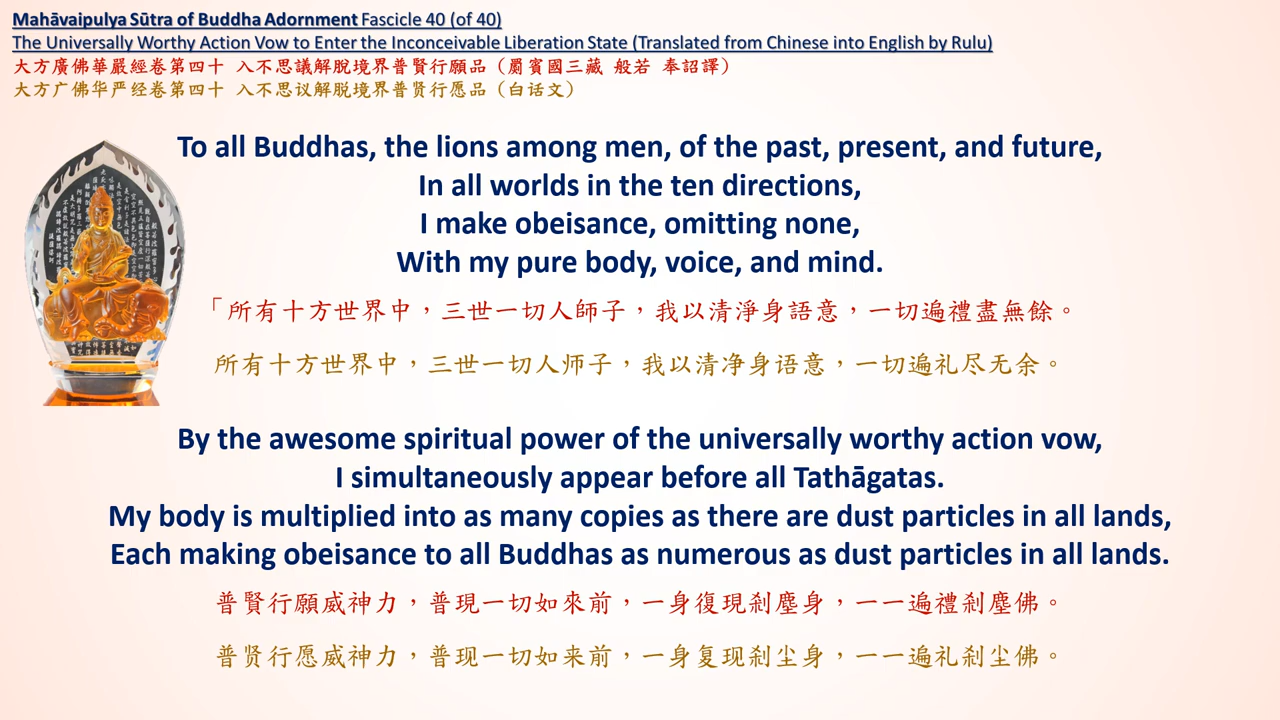 Mahāvaipulya Sūtra of Buddha Adornment Fascicle 40 (of 40)
The Universally Worthy Action Vow to Enter the Inconceivable Liberation State (Translated from Chinese into English by Rulu)
大方廣佛華嚴經卷第四十 入不思議解脫境界普賢行願品（罽賓國三藏 般若 奉詔譯）
大方广佛华严经卷第四十 入不思议解脱境界普贤行愿品（白话文）
To all Buddhas, the lions among men, of the past, present, and future,
In all worlds in the ten directions,
I make obeisance, omitting none,
With my pure body, voice, and mind.
「所有十方世界中，三世一切人師子，我以清淨身語意，一切遍禮盡無餘。
所有十方世界中，三世一切人师子，我以清净身语意，一切遍礼尽无余。
By the awesome spiritual power of the universally worthy action vow,
I simultaneously appear before all Tathāgatas.
My body is multiplied into as many copies as there are dust particles in all lands,
Each making obeisance to all Buddhas as numerous as dust particles in all lands.
普賢行願威神力，普現一切如來前，一身復現剎塵身，一一遍禮剎塵佛。
普贤行愿威神力，普现一切如来前，一身复现刹尘身，一一遍礼刹尘佛。